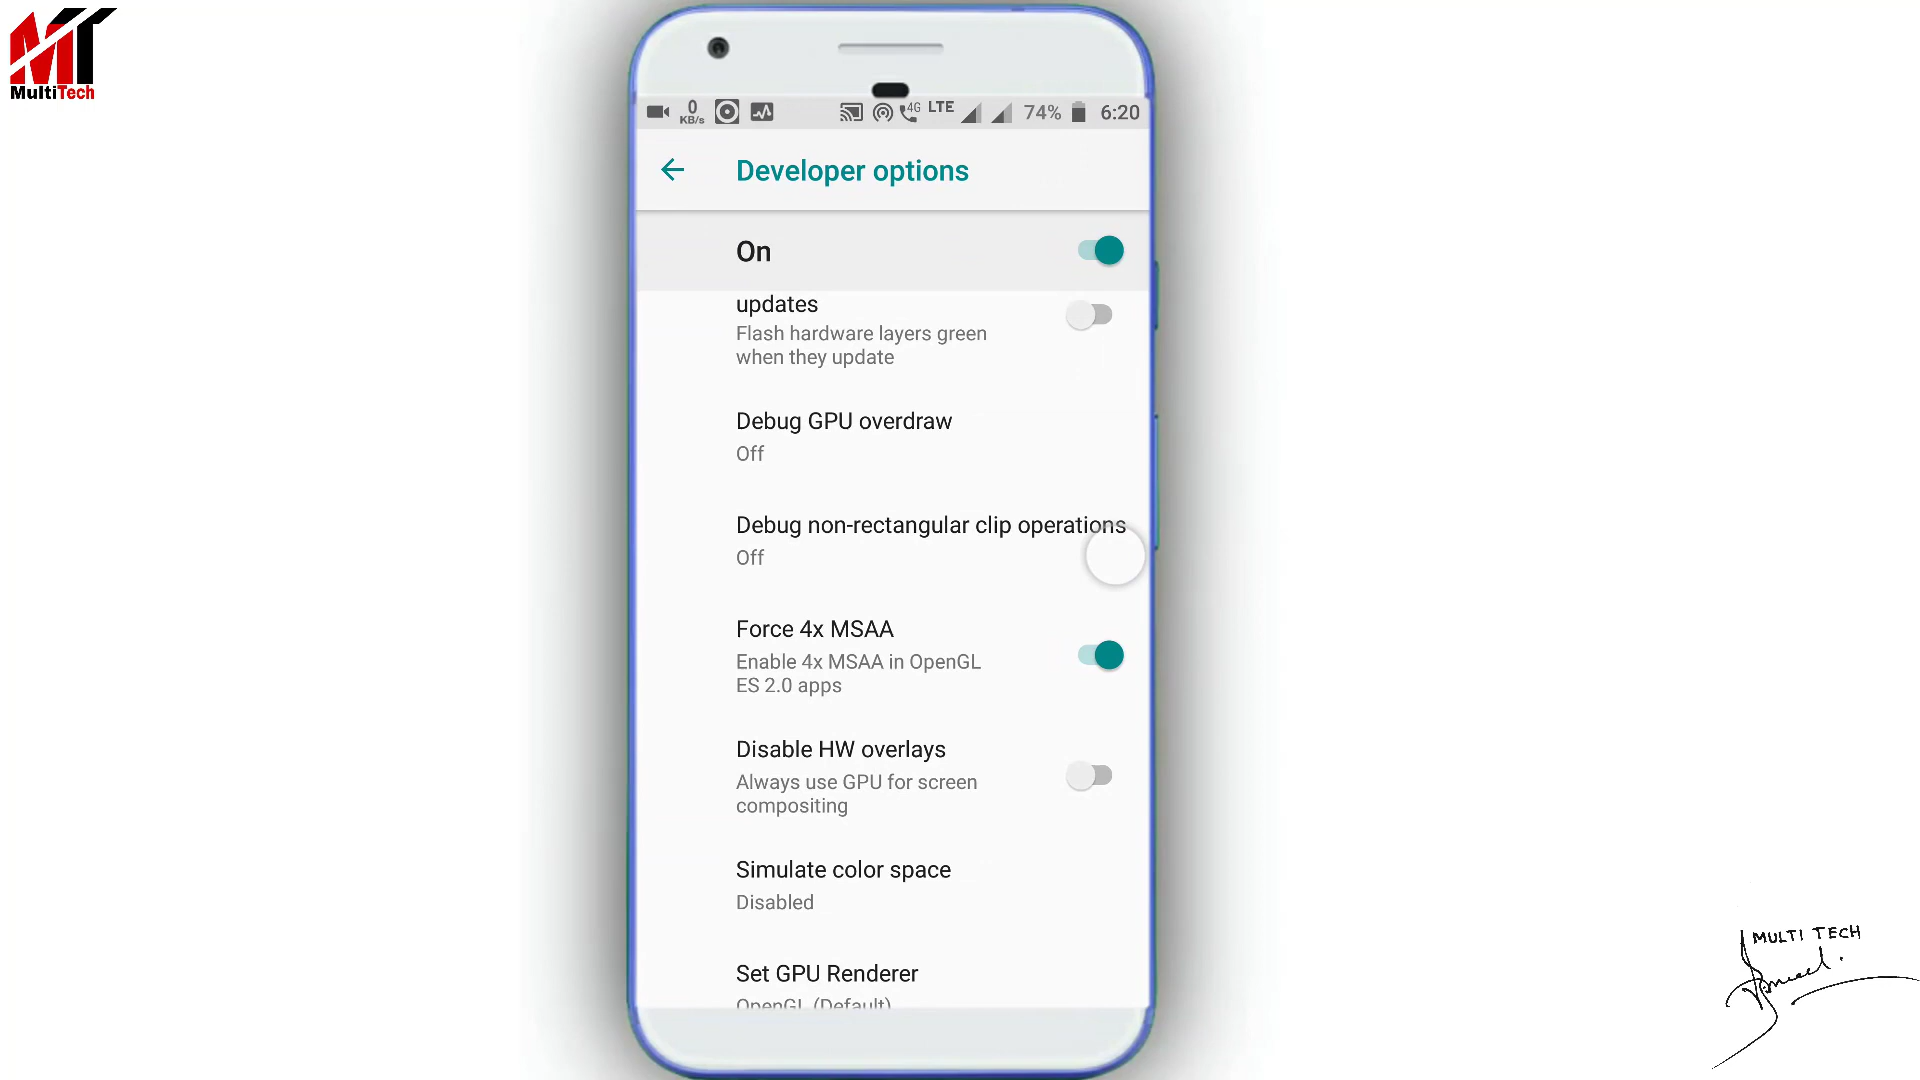 MT
MultiTech
0
KB/s
4G
LTE
74%
6:20
Developer options
On
updates
Flash hardware layers green
when they update
Debug GPU overdraw
Off
Debug non-rectangular clip operations
Off
Force 4x MSAA
Enable 4x MSAA in OpenGL
ES 2.0 apps
Disable HW overlays
Always use GPU for screen
compositing
Simulate color space
Disabled
Set GPU Renderer
OpenGL (Default)
MULTI TECH